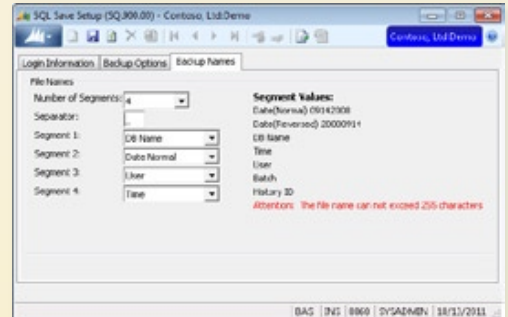 SQL Save Setup (SQ.900.00) - Contoso, Ltd:Demo
Contoso, Ltd:Demo
Login Information Backup Options Backup Names
File Names
Number of Segments: 4
Separator:
Segment 1: DB Name
Segment 2: Date Normal
Segment 3: User
Segment 4: Time
Segment Values:
Date(Normal) 09142008
Date(Reversed) 20080914
DB Name
Time
User
Batch
History ID
Attention: The file name can not exceed 255 characters
BAS INS 0060 SYSADMIN 10/13/2011